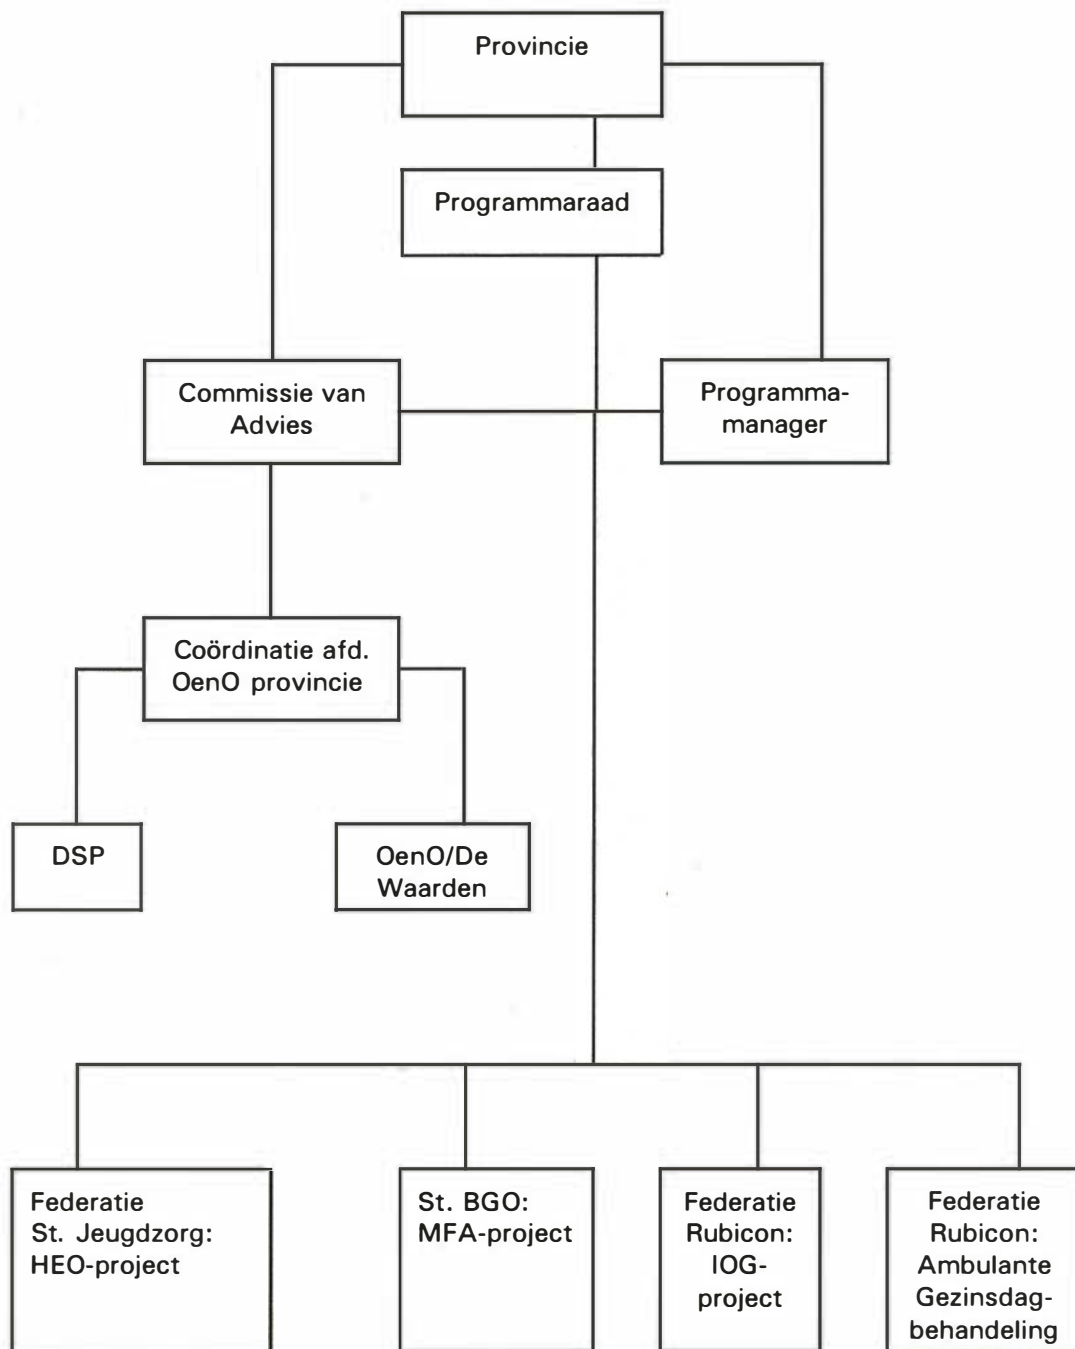 Provincie
Programmaraad
Commissie van
Advies
Programma-
manager
Coördinatie afd.
OenO provincie
DSP
OenO/De
Waarden
Federatie
St. Jeugdzorg:
HEO-project
St. BGO:
MFA-project
Federatie
Rubicon:
IOG-
project
Federatie
Rubicon:
Ambulante
Gezinsdag-
behandeling